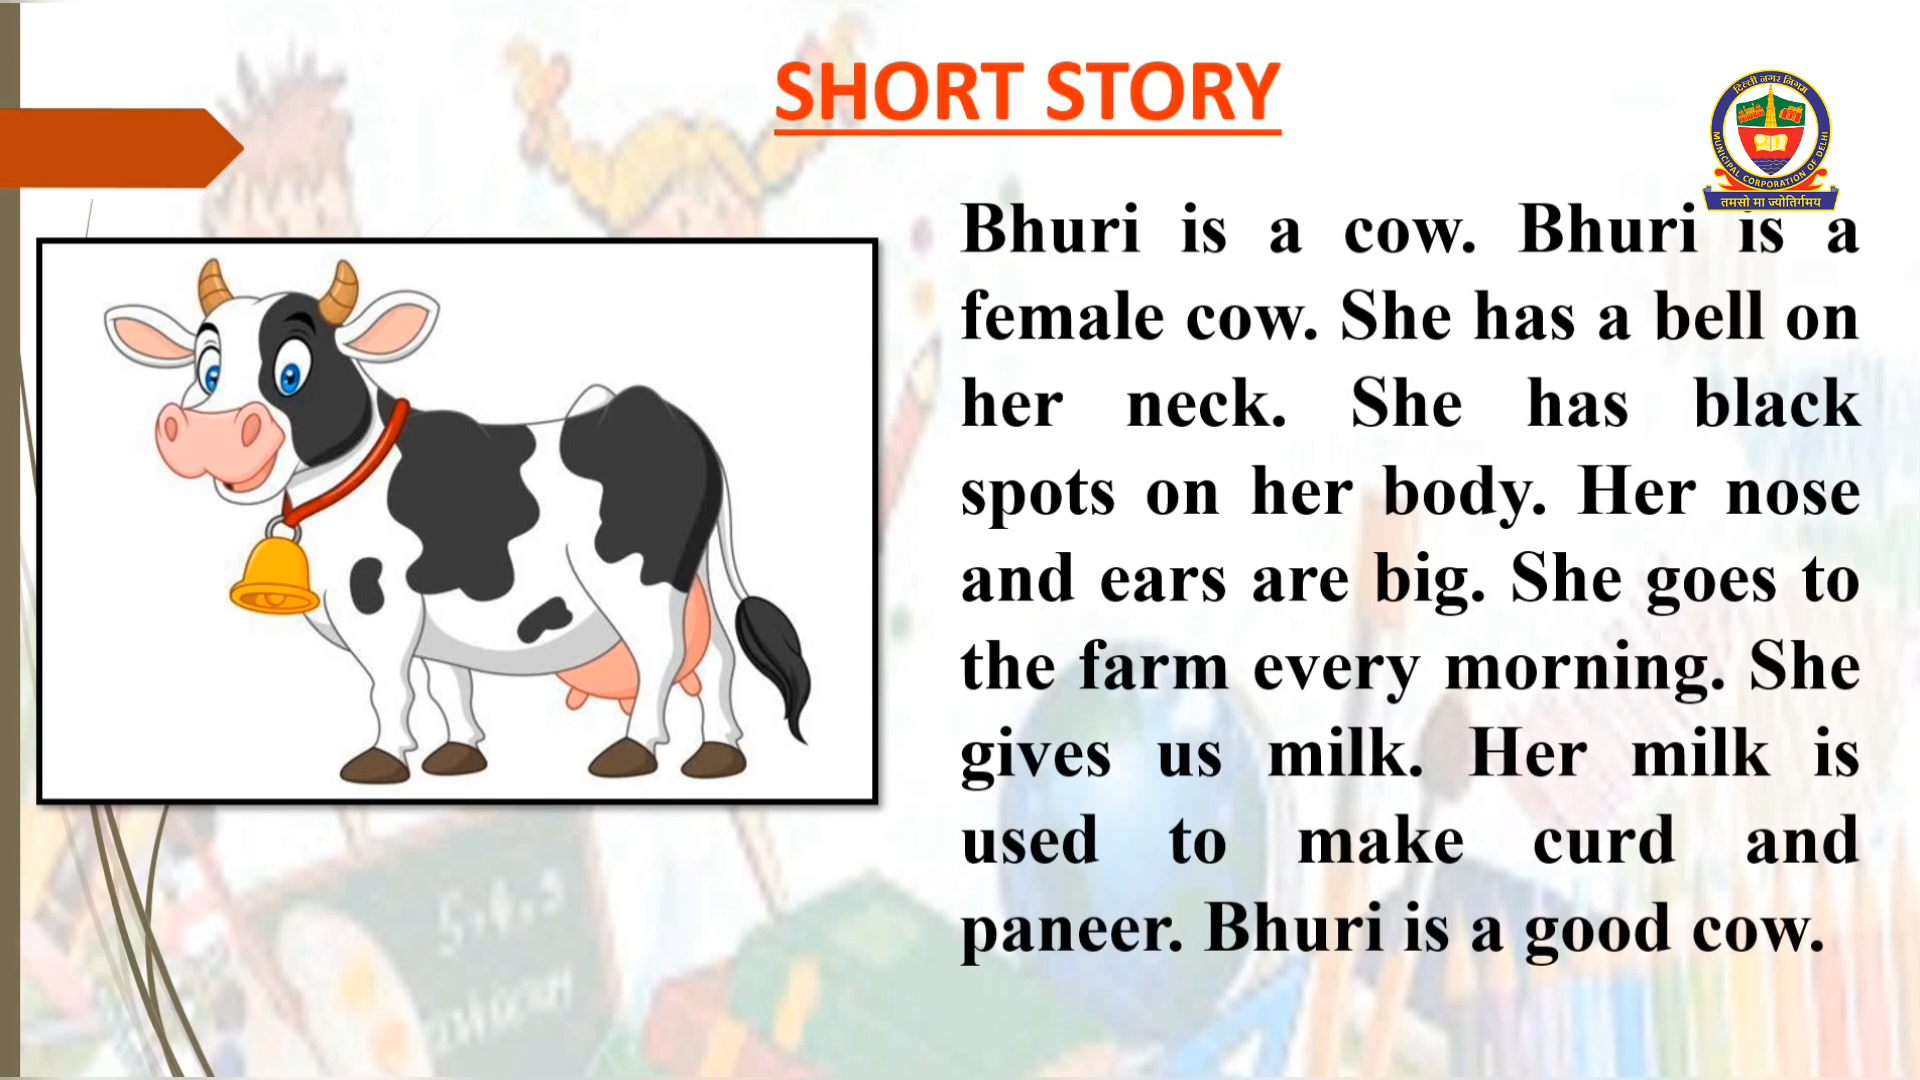 SHORT STORY
दिल्ली नगर निगम
MUNICIPAL CORPORATION OF DELHI
तमसो मा ज्योतिर्गमय
Bhuri is a cow. Bhuri is a
female cow. She has a bell on
her neck. She has black
spots on her body. Her nose
and ears are big. She goes to
the farm every morning. She
gives us milk. Her milk is
used to make curd and
paneer. Bhuri is a good cow.